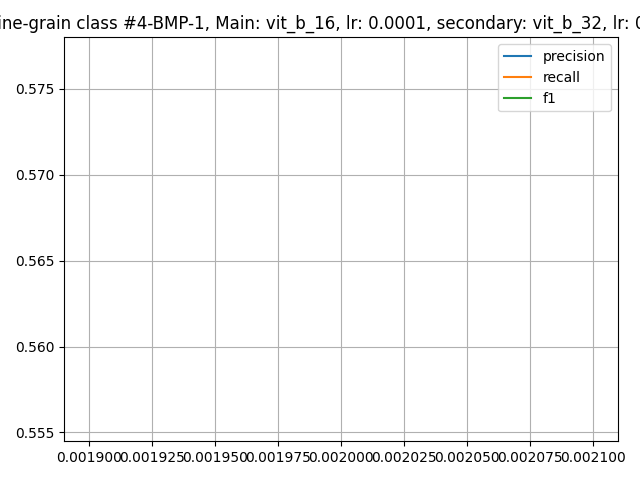 ine-grain class #4-BMP-1, Main: vit_b_16, lr: 0.0001, secondary: vit_b_32, lr: 0
precision
recall
f1
0.575
0.570
0.565
0.560
0.555
0.001900 0.001925 0.001950 0.001975 0.002000 0.002025 0.002050 0.002075 0.002100